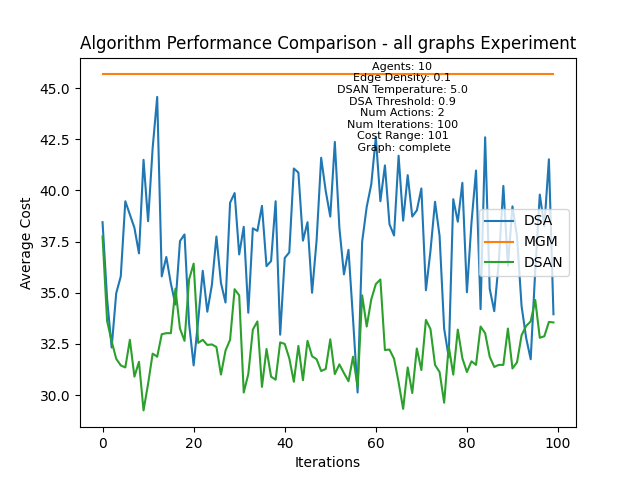 Algorithm Performance Comparison - all graphs Experiment
Agents: 10
Edge Density: 0.1
DSAN Temperature: 5.0
DSA Threshold: 0.9
Num Actions: 2
Num Iterations: 100
Cost Range: 101
Graph: complete
45.0
42.5
40.0
37.5
35.0
32.5
30.0
Average Cost
DSA
MGM
DSAN
0
20
40
60
80
100
Iterations